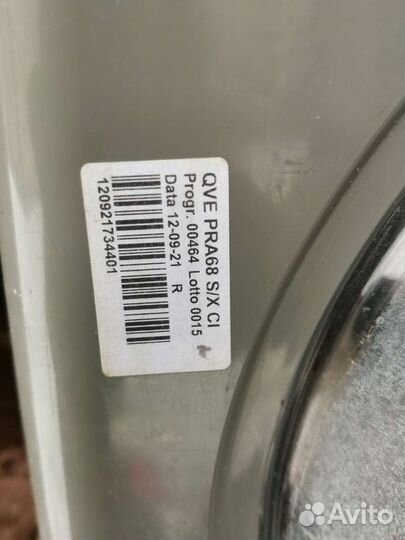 QVE PRA68 S/X CI
Progr. 00464 Lotto 0015
Data 12-09-21 R
120921734401
Avito